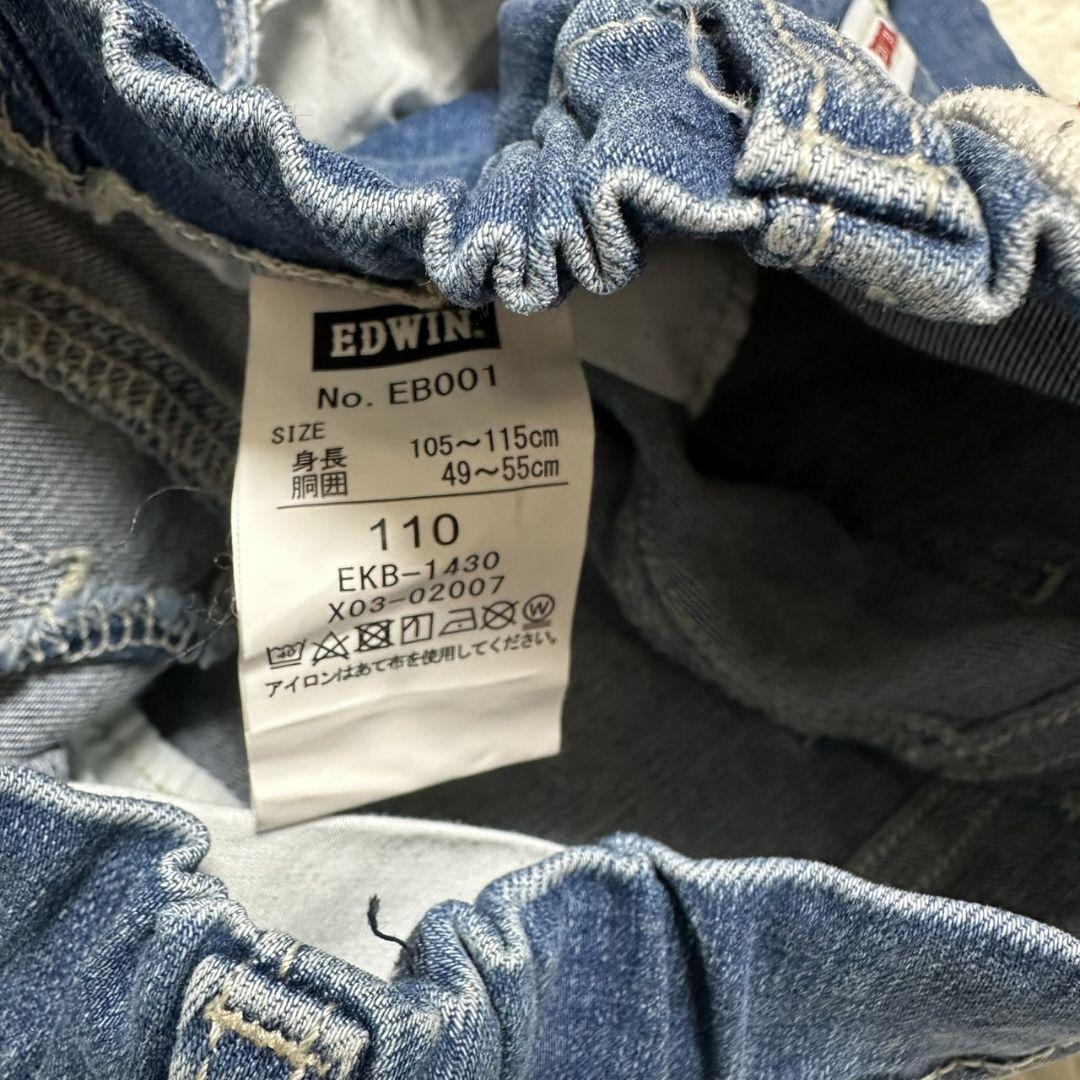 EDWIN
No. EB001
SIZE
身長 105～115cm
胴囲 49～55cm
110
EKB-1430
X03-02007
W
アイロンはあて布を使用してください。